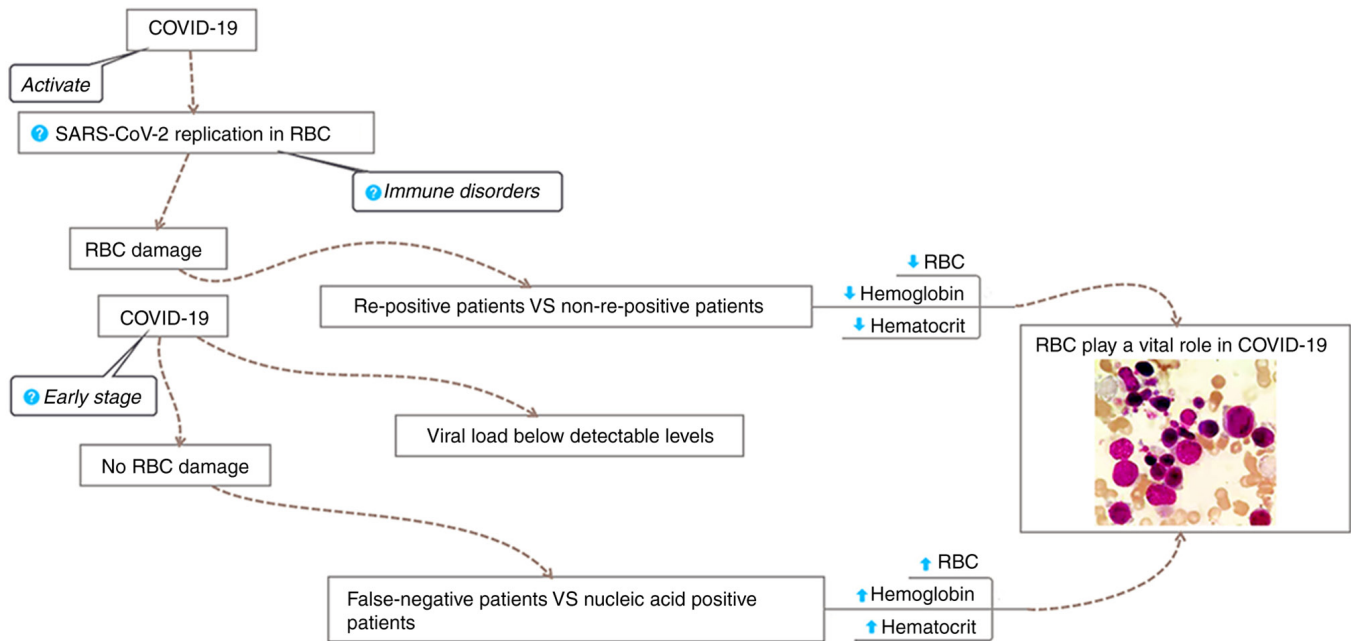 COVID-19
Activate
? SARS-CoV-2 replication in RBC
? Immune disorders
RBC damage
Re-positive patients VS non-re-positive patients
RBC
Hemoglobin
Hematocrit
COVID-19
? Early stage
Viral load below detectable levels
No RBC damage
False-negative patients VS nucleic acid positive
patients
RBC
Hemoglobin
Hematocrit
RBC play a vital role in COVID-19